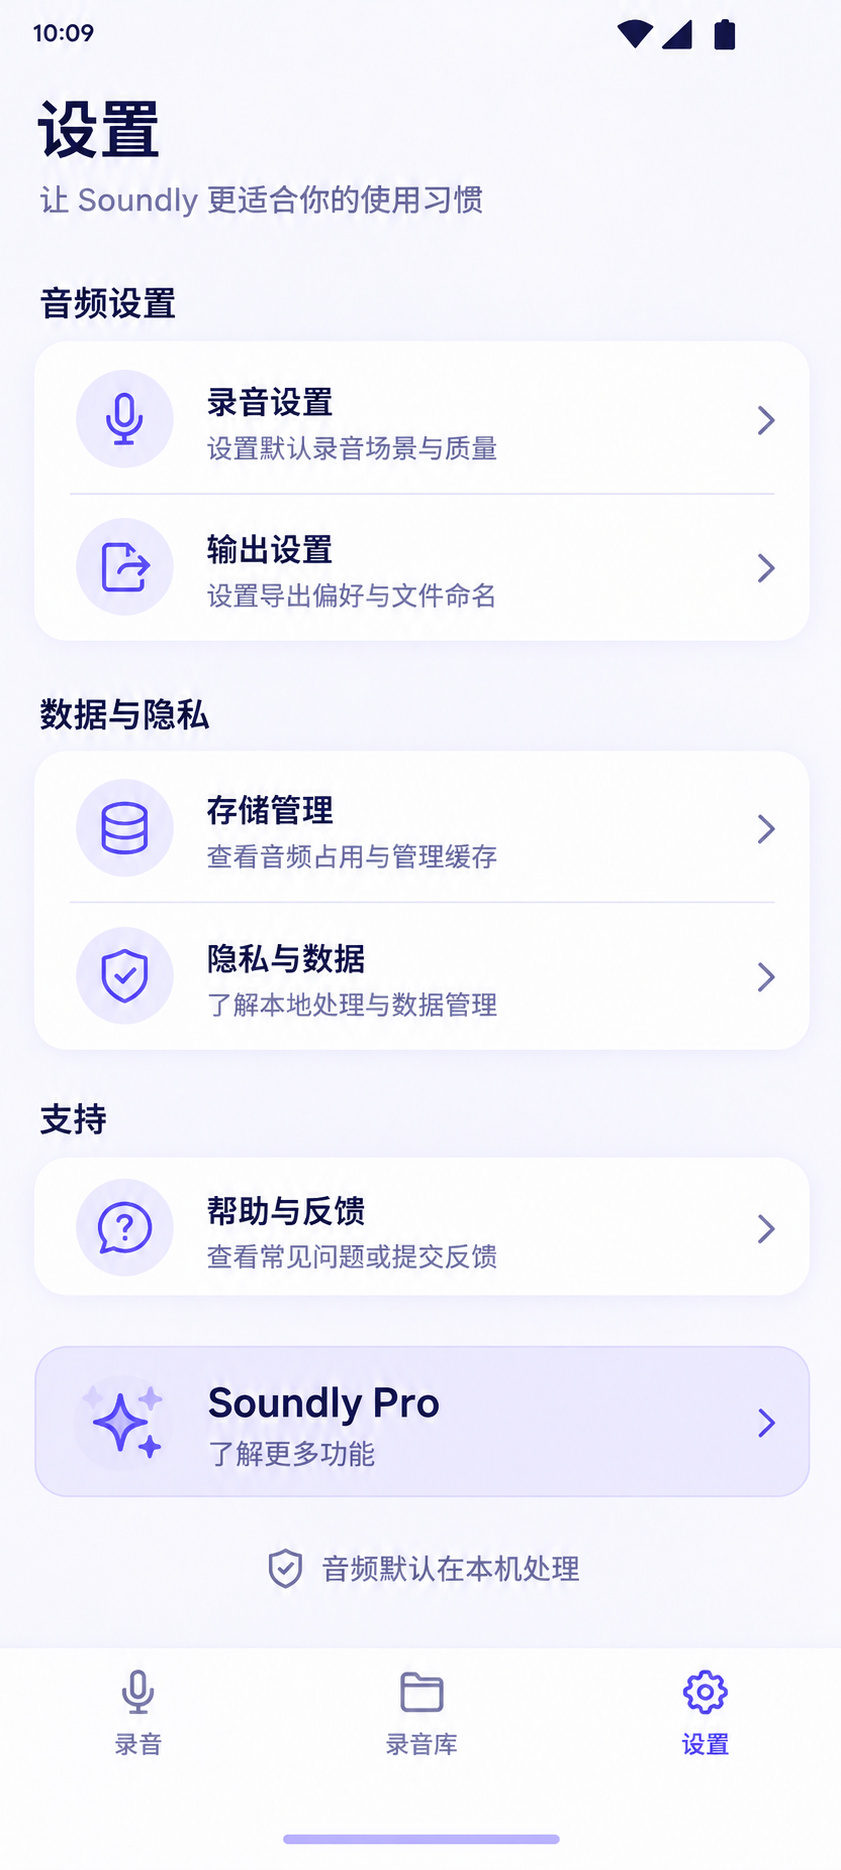 10:09
设置
让 Soundly 更适合你的使用习惯
音频设置
录音设置
设置默认录音场景与质量
输出设置
设置导出偏好与文件命名
数据与隐私
存储管理
查看音频占用与管理缓存
隐私与数据
了解本地处理与数据管理
支持
帮助与反馈
查看常见问题或提交反馈
Soundly Pro
了解更多功能
音频默认在本机处理
录音
录音库
设置